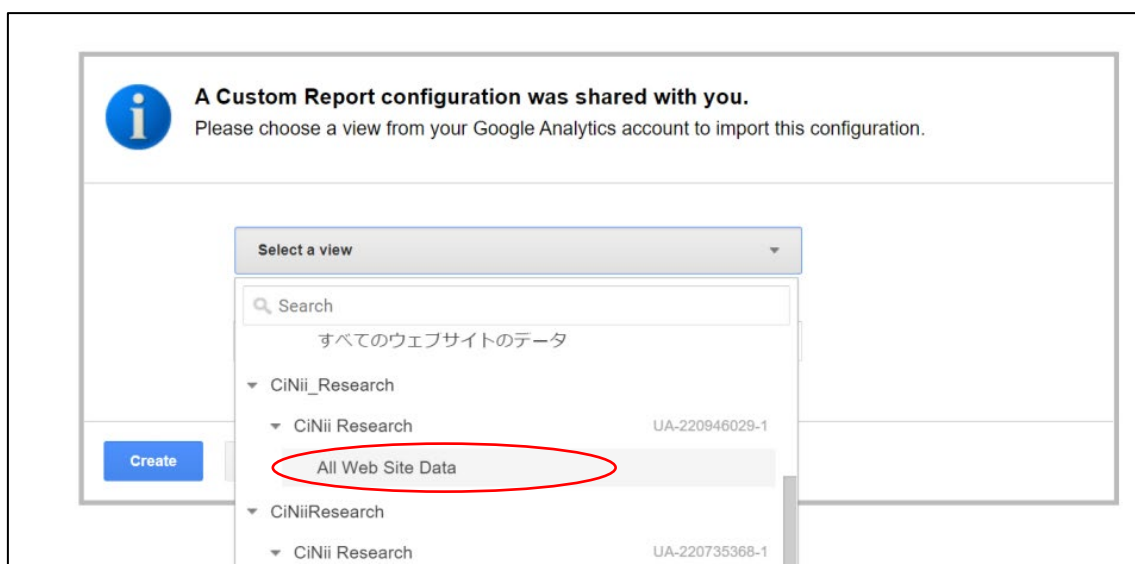 A Custom Report configuration was shared with you.
Please choose a view from your Google Analytics account to import this configuration.
Select a view
Search
すべてのウェブサイトのデータ
CiNii_Research
CiNii Research UA-220946029-1
All Web Site Data
Create
CiNiiResearch
CiNii Research UA-220735368-1